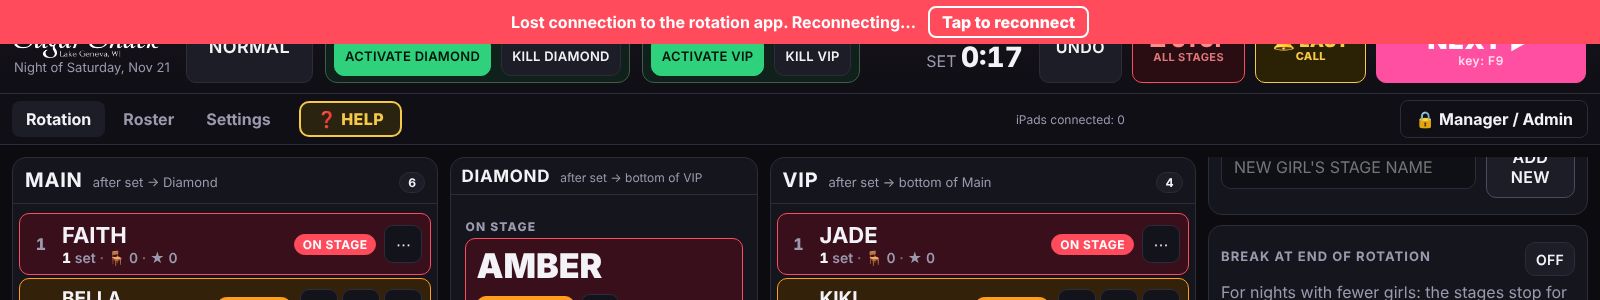 Lost connection to the rotation app. Reconnecting... Tap to reconnect
Lake Geneva, WI
Night of Saturday, Nov 21
NORMAL
ACTIVATE DIAMOND
KILL DIAMOND
ACTIVATE VIP
KILL VIP
SET 0:17
UNDO
ALL STAGES
CALL
NEXT
key: F9
Rotation
Roster
Settings
❓ HELP
iPads connected: 0
🔒 Manager / Admin
MAIN after set → Diamond 6
1 FAITH ON STAGE ...
1 set · 🪑 0 · ★ 0
BELLA
DIAMOND after set → bottom of VIP
ON STAGE
AMBER
VIP after set → bottom of Main 4
1 JADE ON STAGE ...
1 set · 🪑 0 · ★ 0
KIKI
NEW GIRL'S STAGE NAME
ADD
NEW
BREAK AT END OF ROTATION OFF
For nights with fewer girls: the stages stop for